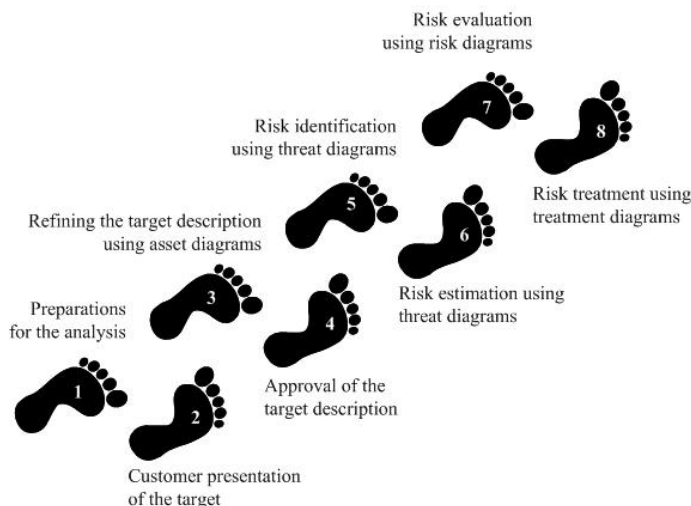 Risk evaluation
using risk diagrams
7
8
Risk identification
using threat diagrams
Risk treatment using
treatment diagrams
5
6
Refining the target description
using asset diagrams
Risk estimation using
threat diagrams
3
4
Preparations
for the analysis
Approval of the
target description
1
2
Customer presentation
of the target